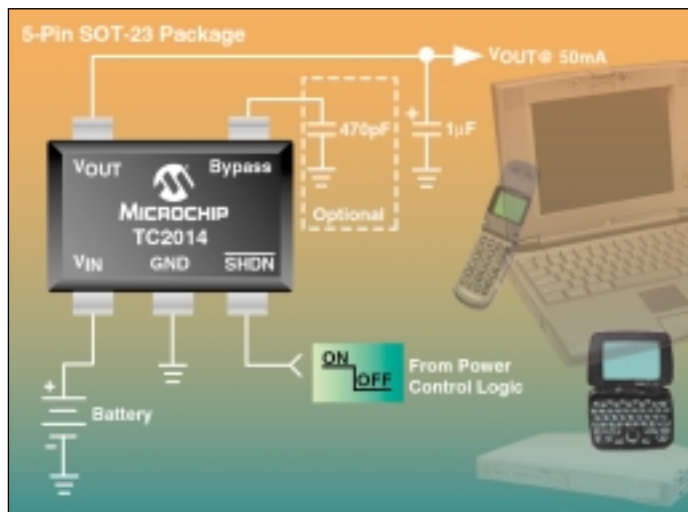 5-Pin SOT-23 Package
VOUT@ 50mA
470pF
+
1µF
Optional
VOUT
Bypass
MICROCHIP
TC2014
VIN
GND
SHDN
ON
OFF
From Power
Control Logic
+
Battery
-